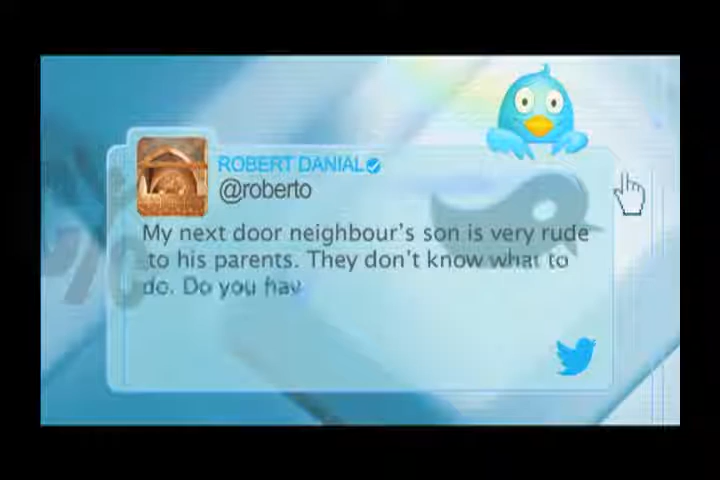 ROBERT DANIAL
@roberto
My next door neighbour's son is very rude
to his parents. They don't know what to
do. Do you hav